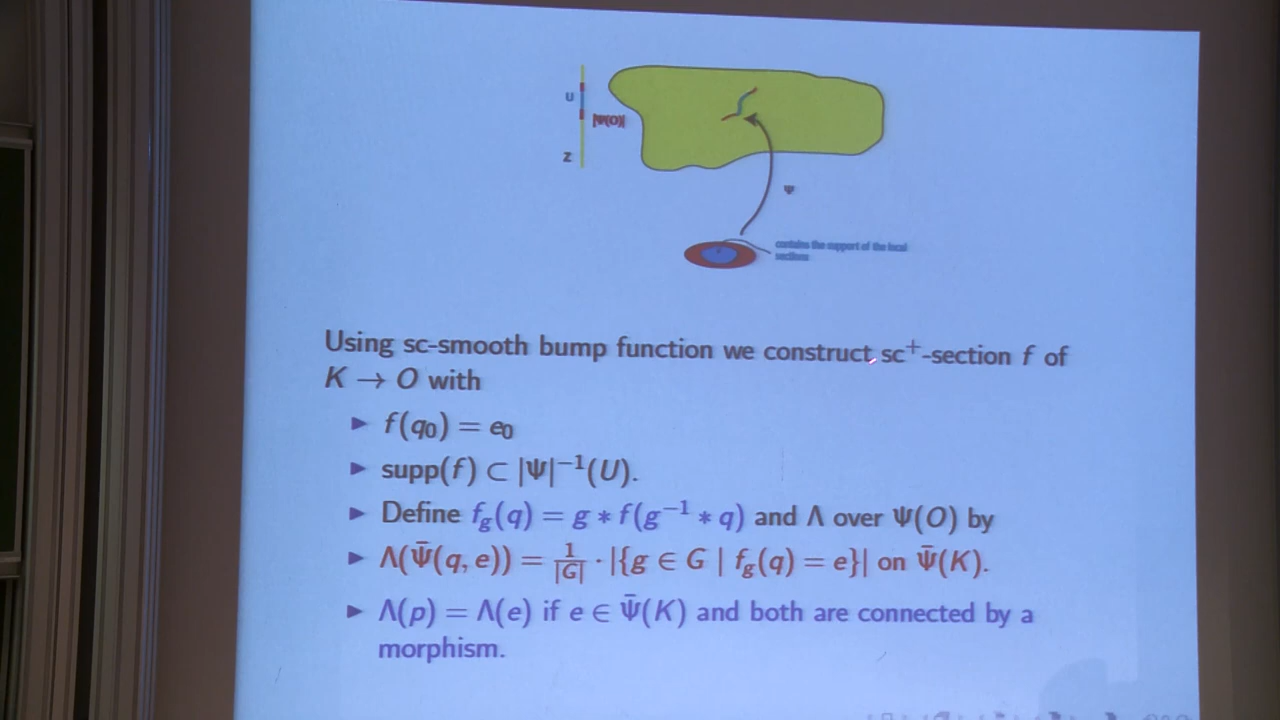 U
|Ψ(O)|
Z
Ψ
contains the support of the local
sections
Using sc-smooth bump function we construct sc⁺-section f of
K → O with
► f(q₀) = e₀
► supp(f) ⊂ |Ψ|⁻¹(U).
► Define f_g(q) = g ∗ f(g⁻¹ ∗ q) and Λ over Ψ(O) by
► Λ(Ψ̄(q, e)) = 1/|G| · |{g ∈ G | f_g(q) = e}| on Ψ̄(K).
► Λ(p) = Λ(e) if e ∈ Ψ̄(K) and both are connected by a
morphism.